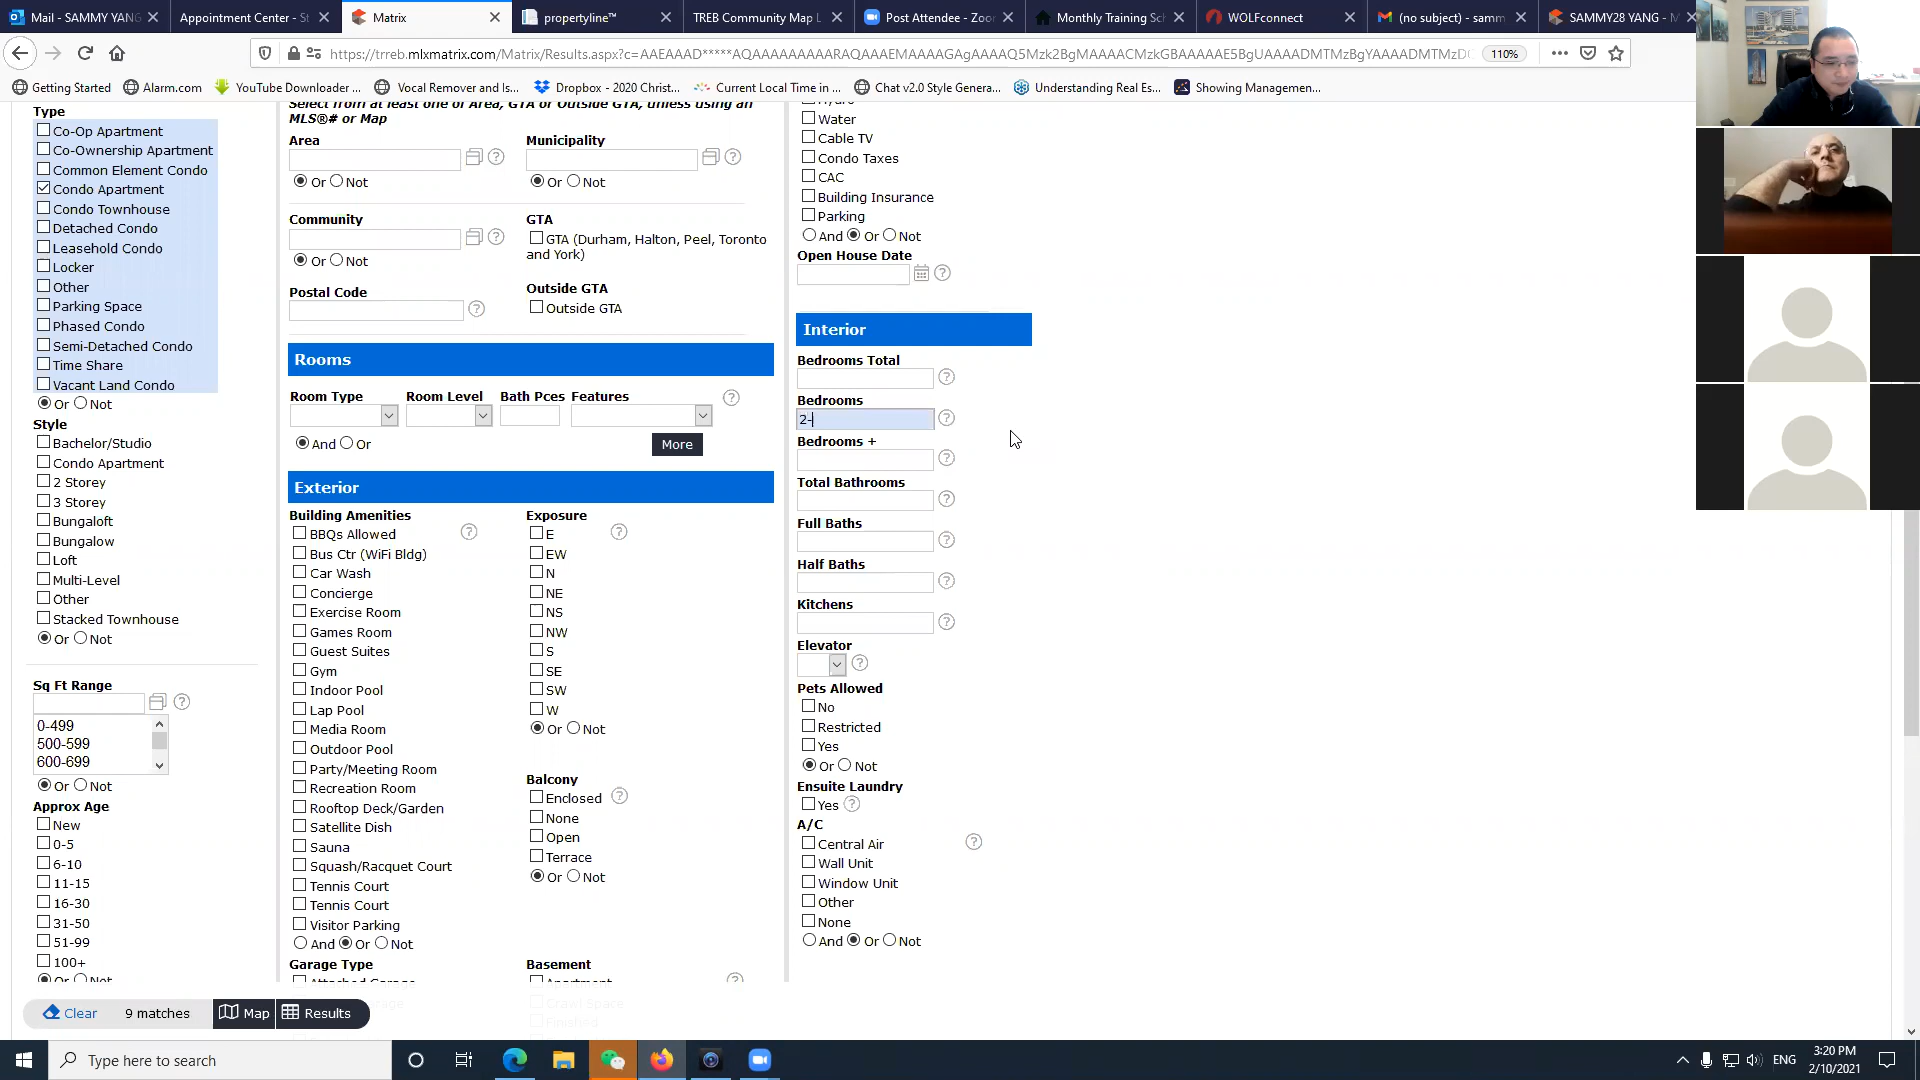 Mail - SAMMY YANG
Appointment Center - S
Matrix
propertyline™
TREB Community Map L
Post Attendee - Zoo
Monthly Training Sc
WOLFconnect
(no subject) - samm
SAMMY28 YANG - M
110%
Getting Started
Alarm.com
YouTube Downloader ...
Vocal Remover and Is...
Dropbox - 2020 Christ...
Current Local Time in ...
Chat v2.0 Style Genera...
Understanding Real Es...
Showing Managemen...
Type
Co-Op Apartment
Co-Ownership Apartment
Common Element Condo
Condo Apartment
Condo Townhouse
Detached Condo
Leasehold Condo
Locker
Other
Parking Space
Phased Condo
Semi-Detached Condo
Time Share
Vacant Land Condo
Or Not
Style
Bachelor/Studio
Condo Apartment
2 Storey
3 Storey
Bungaloft
Bungalow
Loft
Multi-Level
Other
Stacked Townhouse
Or Not
Sq Ft Range
0-499
500-599
600-699
Or Not
Approx Age
New
0-5
6-10
11-15
16-30
31-50
51-99
100+
Or Not
Select from at least one of Area, GTA or Outside GTA, unless using an
MLS®# or Map
Area
Or Not
Municipality
Or Not
Community
Or Not
GTA
GTA (Durham, Halton, Peel, Toronto
and York)
Postal Code
Outside GTA
Outside GTA
Rooms
Room Type Room Level Bath Pces Features
And Or
More
Exterior
Building Amenities
BBQs Allowed
Bus Ctr (WiFi Bldg)
Car Wash
Concierge
Exercise Room
Games Room
Guest Suites
Gym
Indoor Pool
Lap Pool
Media Room
Outdoor Pool
Party/Meeting Room
Recreation Room
Rooftop Deck/Garden
Satellite Dish
Sauna
Squash/Racquet Court
Tennis Court
Tennis Court
Visitor Parking
And Or Not
Garage Type
Attached Garage
Exposure
E
EW
N
NE
NS
NW
S
SE
SW
W
Or Not
Balcony
Enclosed
None
Open
Terrace
Or Not
Basement
Apartment
Crawl Space
Finished
Hydro
Water
Cable TV
Condo Taxes
CAC
Building Insurance
Parking
And Or Not
Open House Date
Interior
Bedrooms Total
Bedrooms
2-
Bedrooms +
Total Bathrooms
Full Baths
Half Baths
Kitchens
Elevator
Pets Allowed
No
Restricted
Yes
Or Not
Ensuite Laundry
Yes
A/C
Central Air
Wall Unit
Window Unit
Other
None
And Or Not
Clear 9 matches Map Results
Type here to search
ENG
3:20 PM
2/10/2021